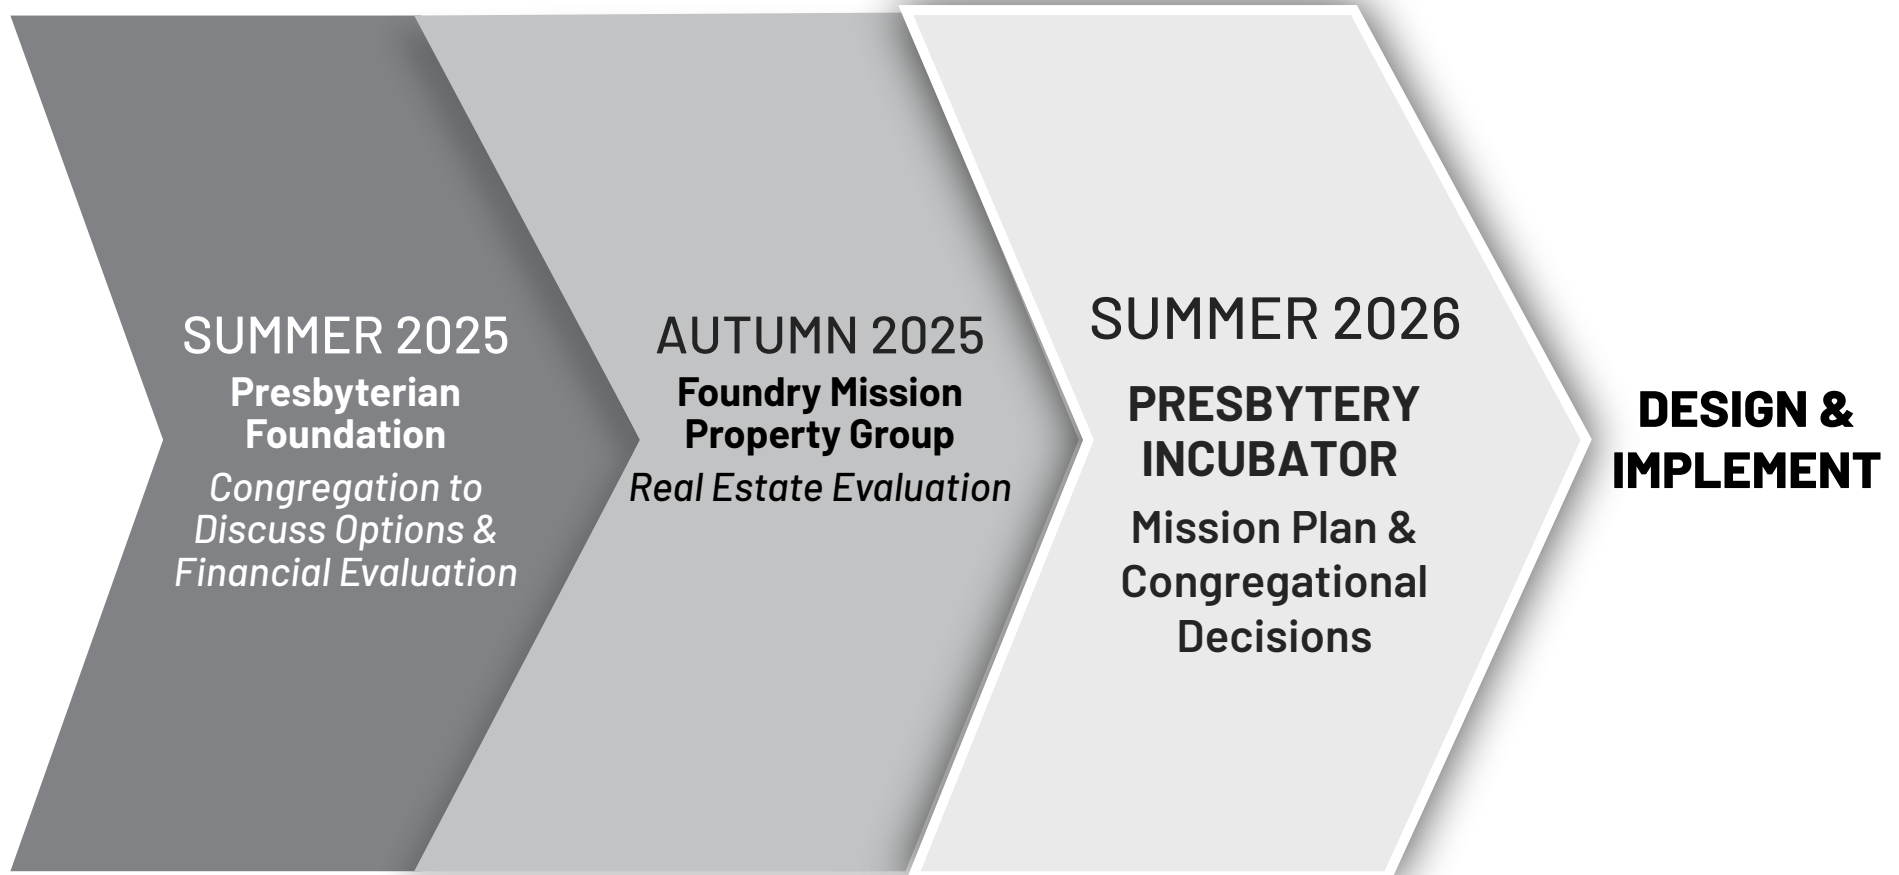 SUMMER 2025
Presbyterian
Foundation
Congregation to
Discuss Options &
Financial Evaluation
AUTUMN 2025
Foundry Mission
Property Group
Real Estate Evaluation
SUMMER 2026
PRESBYTERY
INCUBATOR
Mission Plan &
Congregational
Decisions
DESIGN &
IMPLEMENT